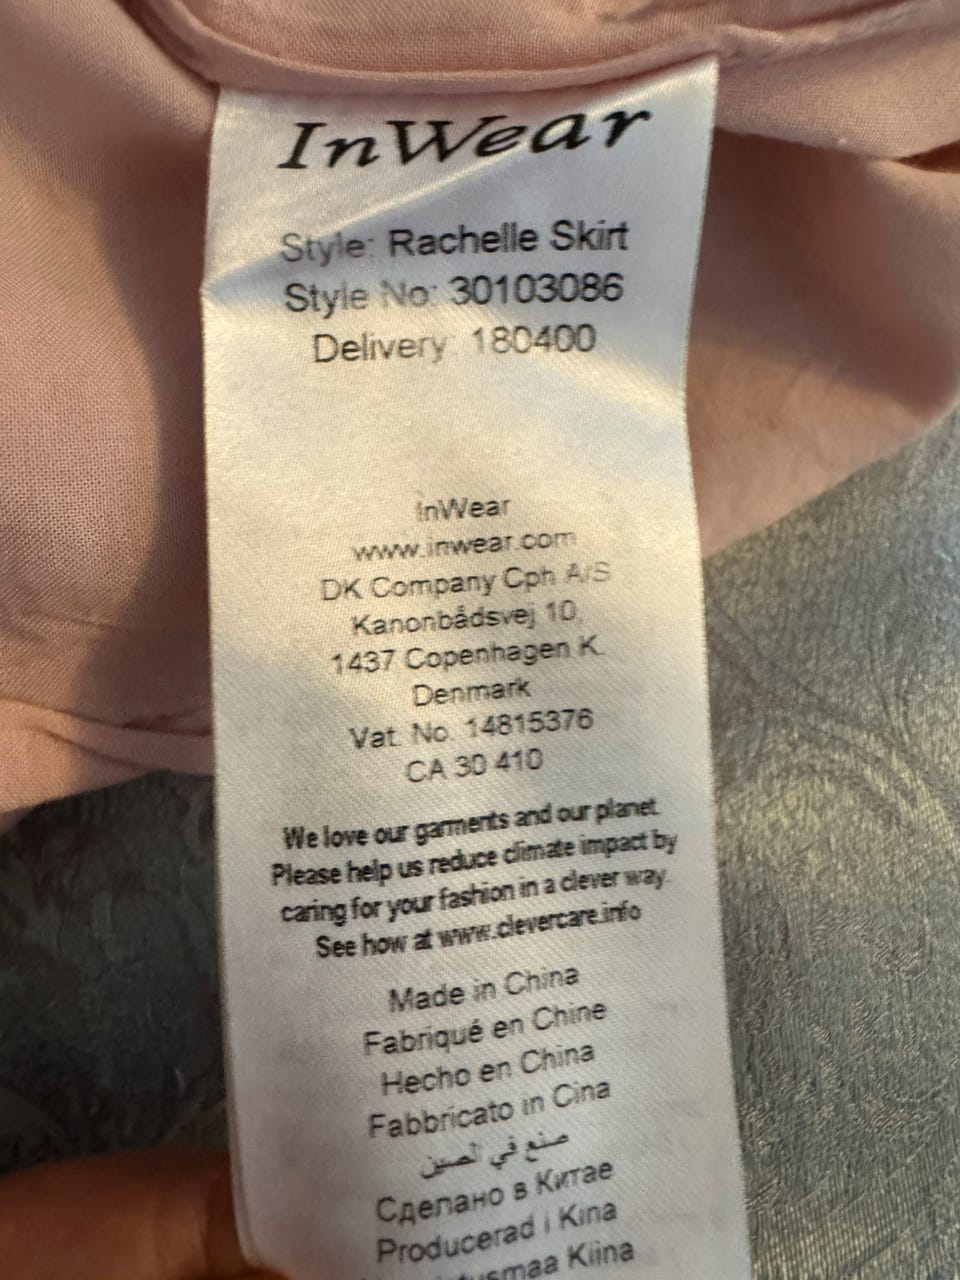 InWear
Style: Rachelle Skirt
Style No: 30103086
Delivery: 180400
InWear
www.inwear.com
DK Company Cph A/S
Kanonbådsvej 10,
1437 Copenhagen K.
Denmark
Vat. No. 14815376
CA 30 410
We love our garments and our planet.
Please help us reduce climate impact by
caring for your fashion in a clever way.
See how at www.clevercare.info
Made in China
Fabriqué en Chine
Hecho en China
Fabbricato in Cina
صنع في الصين
Сделано в Китае
Producerad i Kina
Kiina